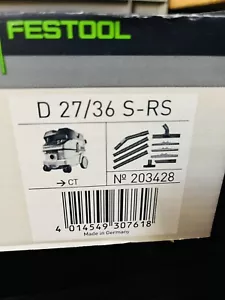 FESTOOL
D 27/36 S-RS
→CT
Nº 203428
4 014549 307618
Made in Germany